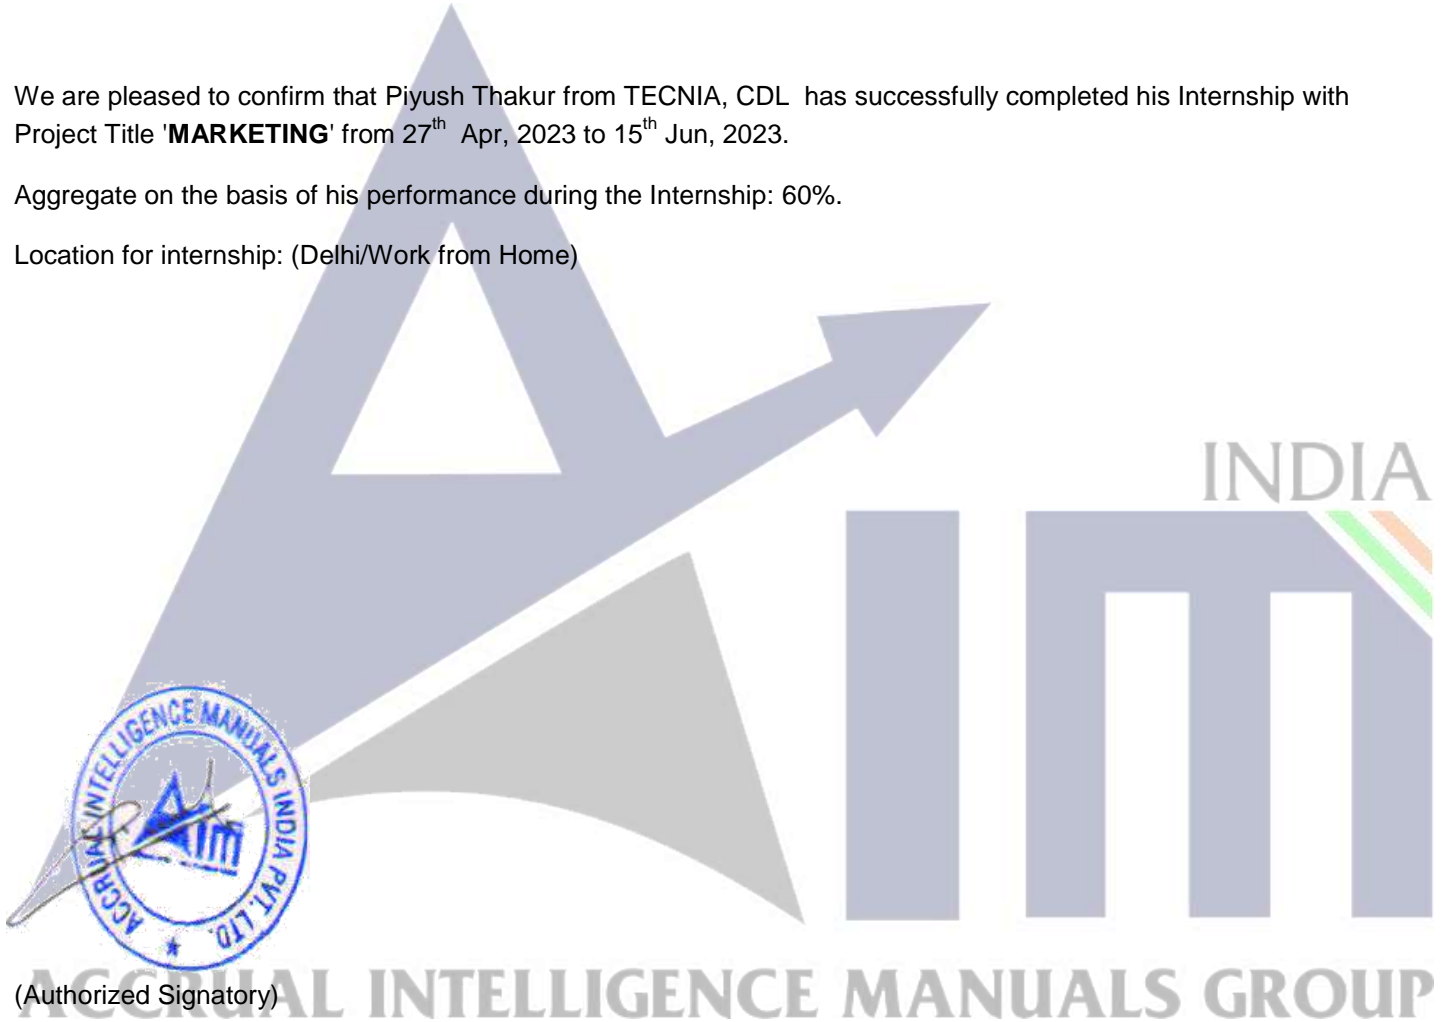 We are pleased to confirm that Piyush Thakur from TECNIA, CDL  has successfully completed his Internship with
Project Title 'MARKETING' from 27th  Apr, 2023 to 15th Jun, 2023.
Aggregate on the basis of his performance during the Internship: 60%.
Location for internship: (Delhi/Work from Home)
INDIA
AIM
ACCRUAL INTELLIGENCE MANUALS INDIA PVT. LTD.
AIM
ACCRUAL INTELLIGENCE MANUALS GROUP
(Authorized Signatory)